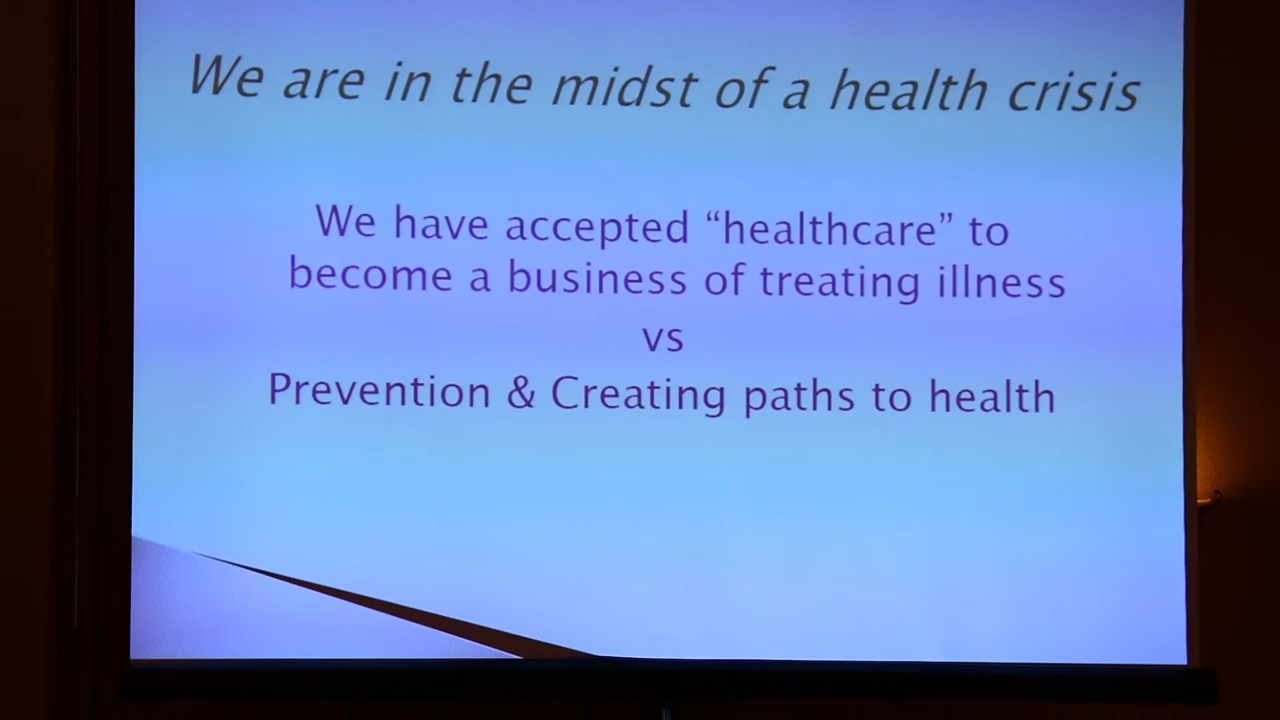 We are in the midst of a health crisis
We have accepted “healthcare” to
become a business of treating illness
vs
Prevention & Creating paths to health